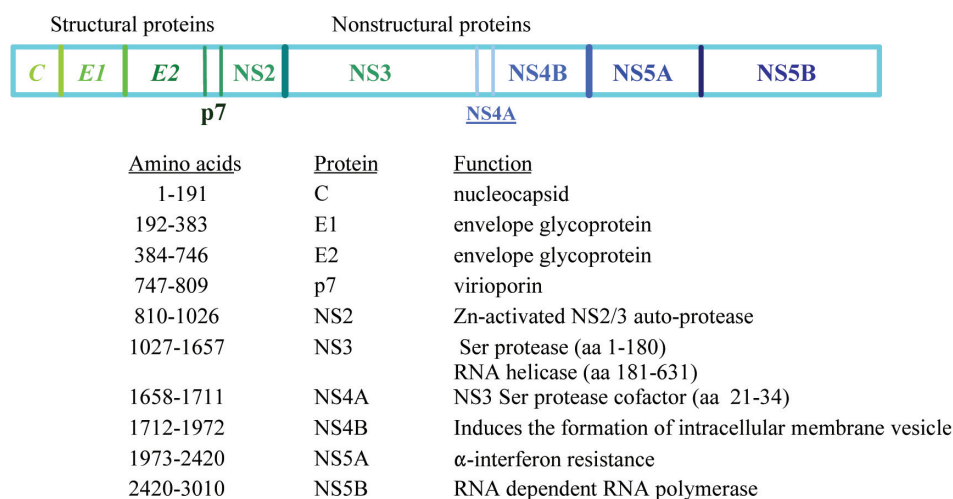 Structural proteins Nonstructural proteins
C E1 E2 NS2 NS3 NS4B NS5A NS5B
p7 NS4A
Amino acids Protein Function
1-191 C nucleocapsid
192-383 E1 envelope glycoprotein
384-746 E2 envelope glycoprotein
747-809 p7 virioporin
810-1026 NS2 Zn-activated NS2/3 auto-protease
1027-1657 NS3 Ser protease (aa 1-180)
RNA helicase (aa 181-631)
1658-1711 NS4A NS3 Ser protease cofactor (aa 21-34)
1712-1972 NS4B Induces the formation of intracellular membrane vesicle
1973-2420 NS5A α-interferon resistance
2420-3010 NS5B RNA dependent RNA polymerase